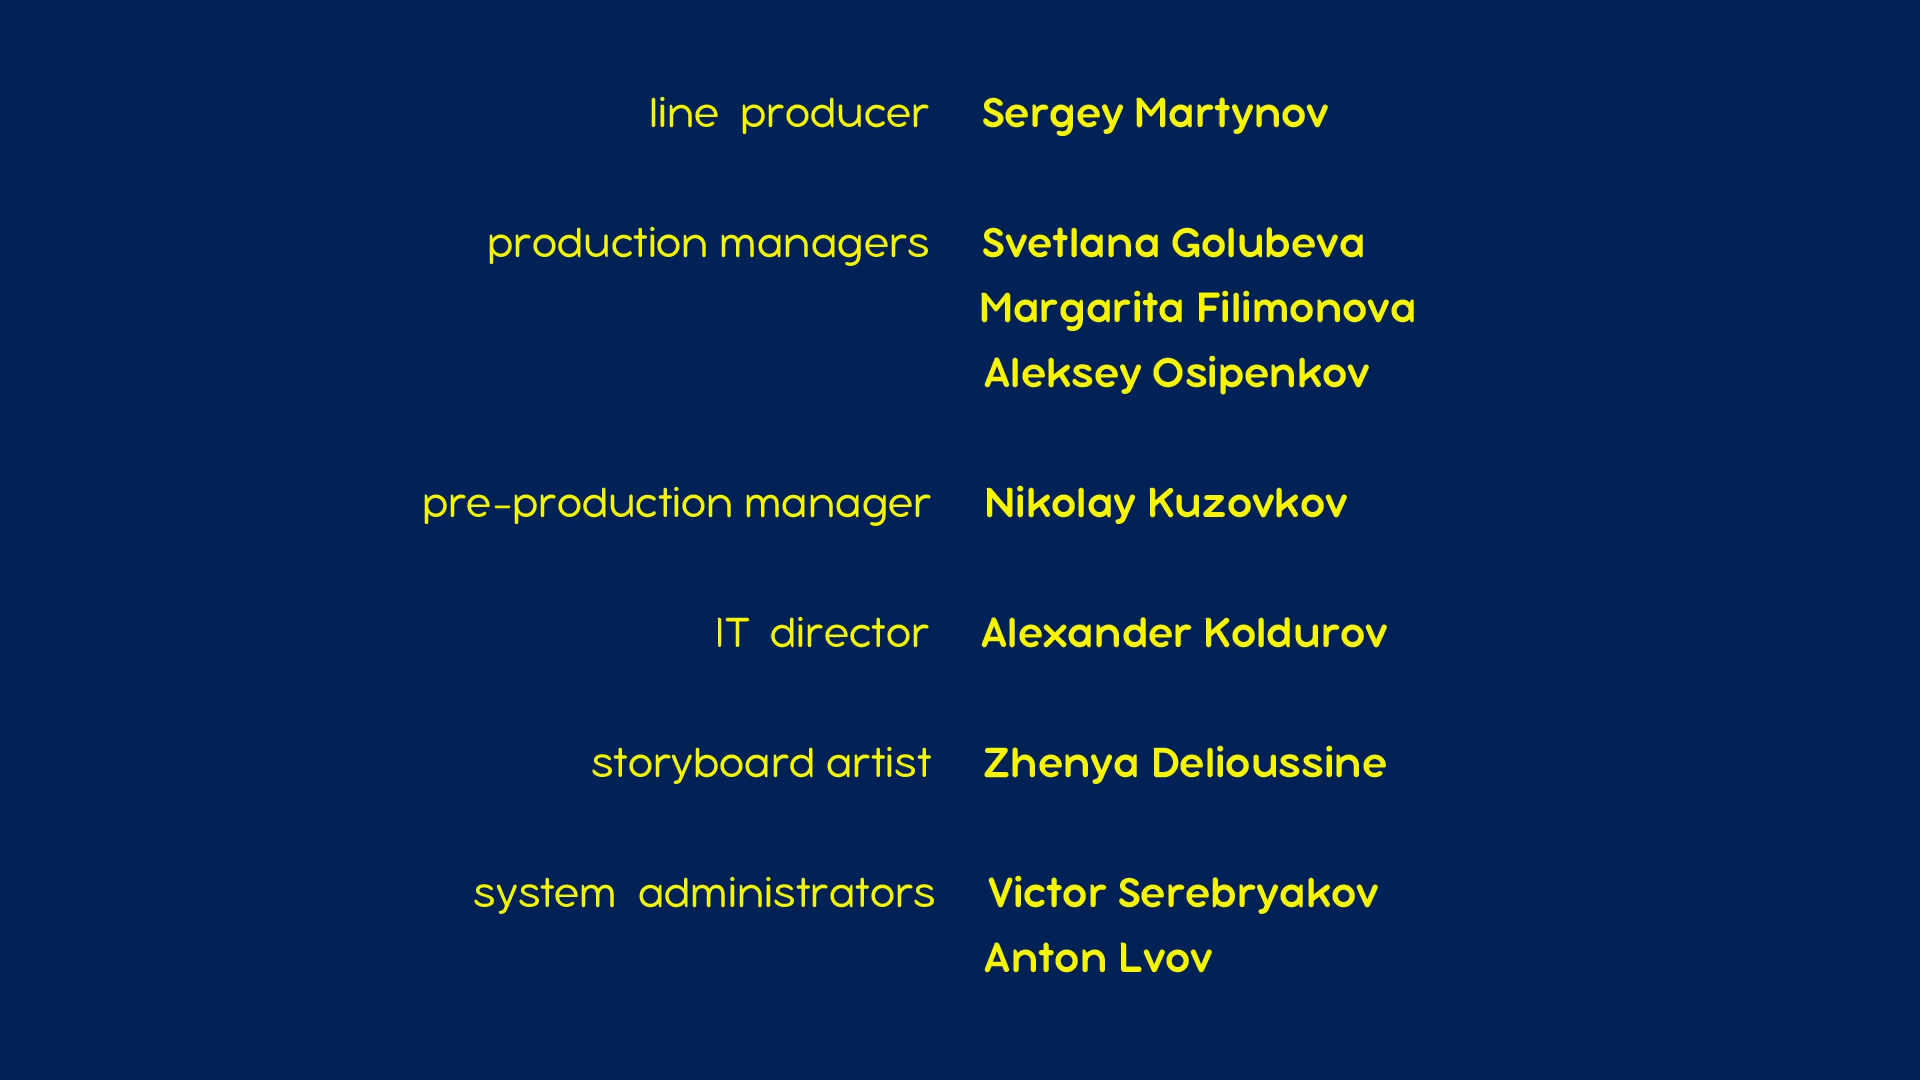 line producer Sergey Martynov
production managers Svetlana Golubeva
Margarita Filimonova
Aleksey Osipenkov
pre-production manager Nikolay Kuzovkov
IT director Alexander Koldurov
storyboard artist Zhenya Delioussine
system administrators Victor Serebryakov
Anton Lvov